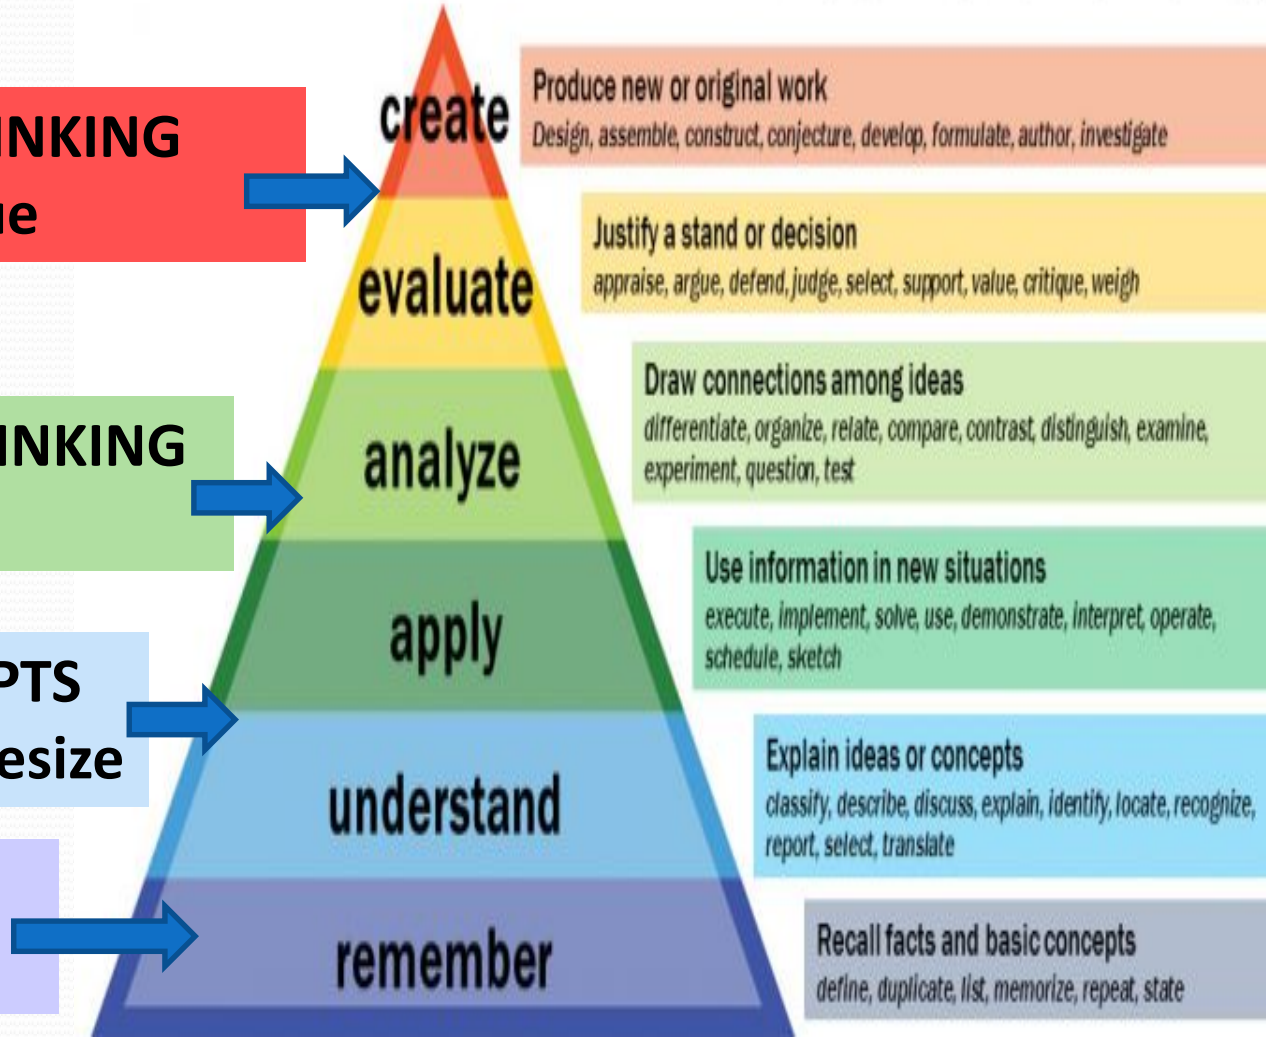 INKING
ue
INKING
PTS
esize
create
Produce new or original work
Design, assemble, construct, conjecture, develop, formulate, author, investigate
evaluate
Justify a stand or decision
appraise, argue, defend, judge, select, support, value, critique, weigh
analyze
Draw connections among ideas
differentiate, organize, relate, compare, contrast, distinguish, examine,
experiment, question, test
apply
Use information in new situations
execute, implement, solve, use, demonstrate, interpret, operate,
schedule, sketch
understand
Explain ideas or concepts
classify, describe, discuss, explain, identify, locate, recognize,
report, select, translate
remember
Recall facts and basic concepts
define, duplicate, list, memorize, repeat, state